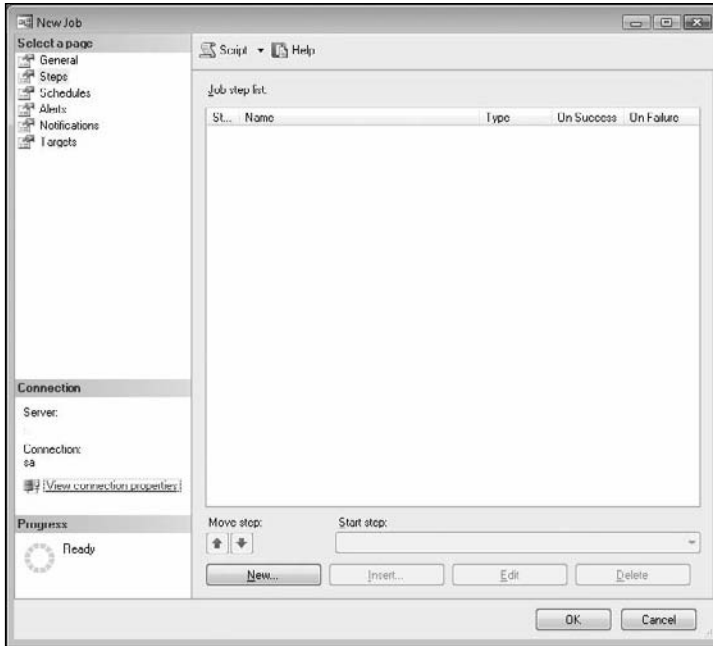 New Job
Select a page
General
Steps
Schedules
Alerts
Notifications
Targets
Script Help
Job step list:
St... Name Type On Success On Failure
Connection
Server:
Connection:
sa
View connection properties
Progress
Ready
Move step: Start step:
New... Insert... Edit Delete
OK Cancel